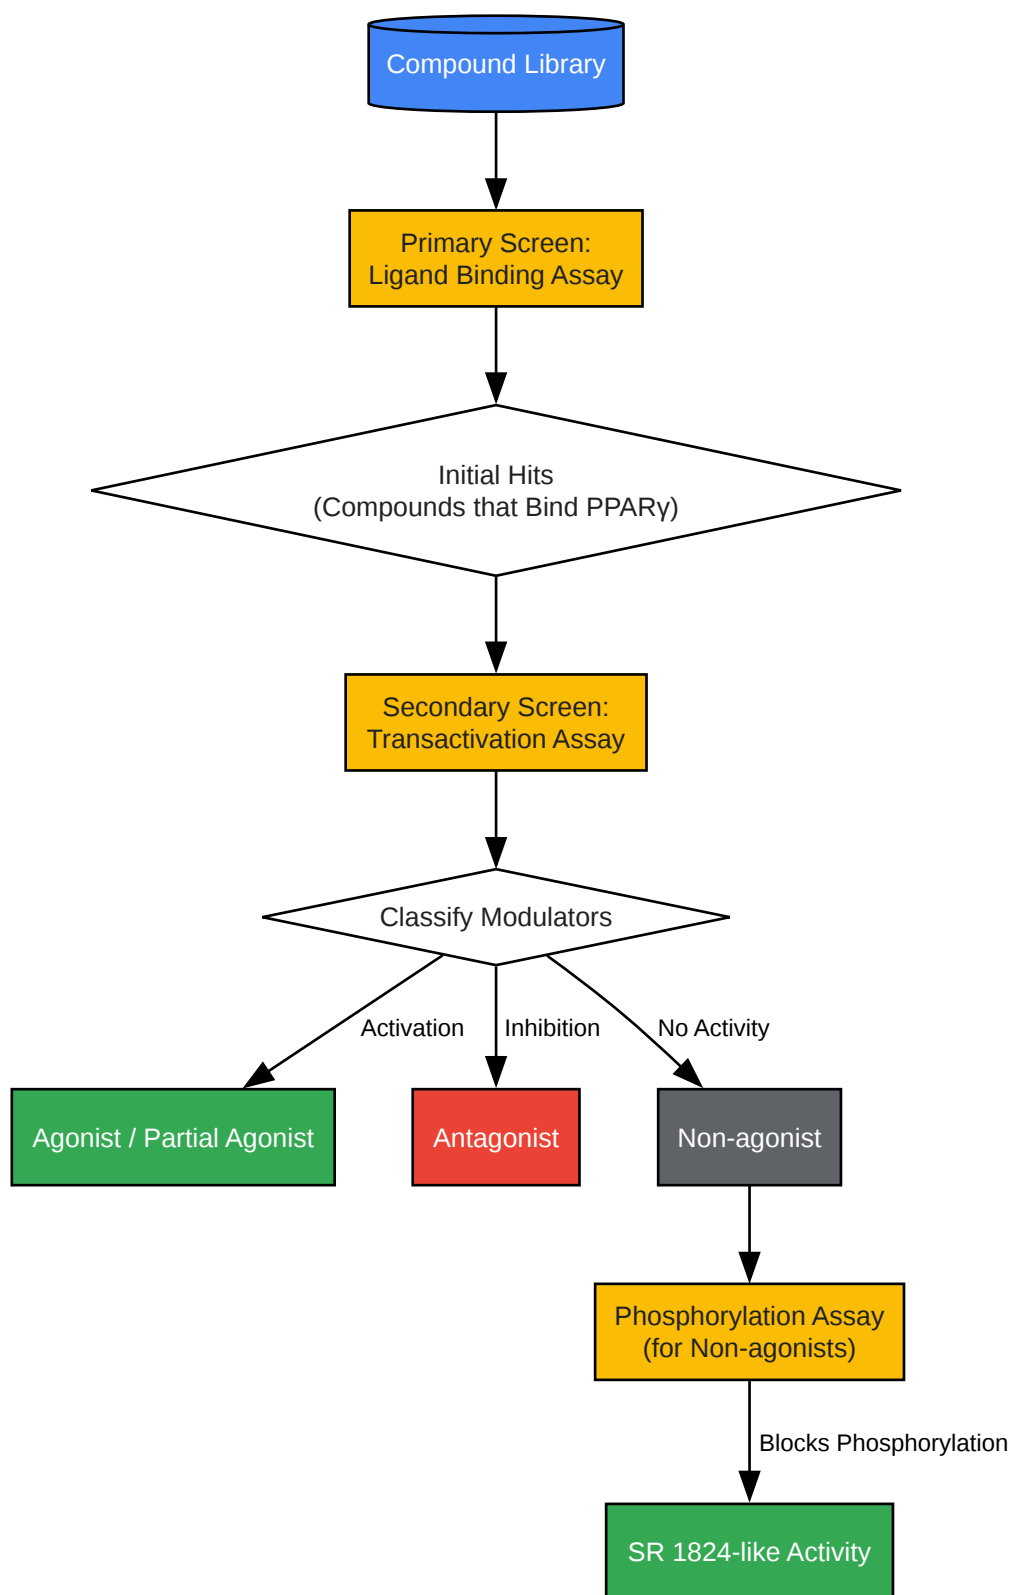 Compound Library
Primary Screen:
Ligand Binding Assay
Initial Hits
(Compounds that Bind PPARγ)
Secondary Screen:
Transactivation Assay
Classify Modulators
Activation
Inhibition
No Activity
Agonist / Partial Agonist
Antagonist
Non-agonist
Phosphorylation Assay
(for Non-agonists)
Blocks Phosphorylation
SR 1824-like Activity